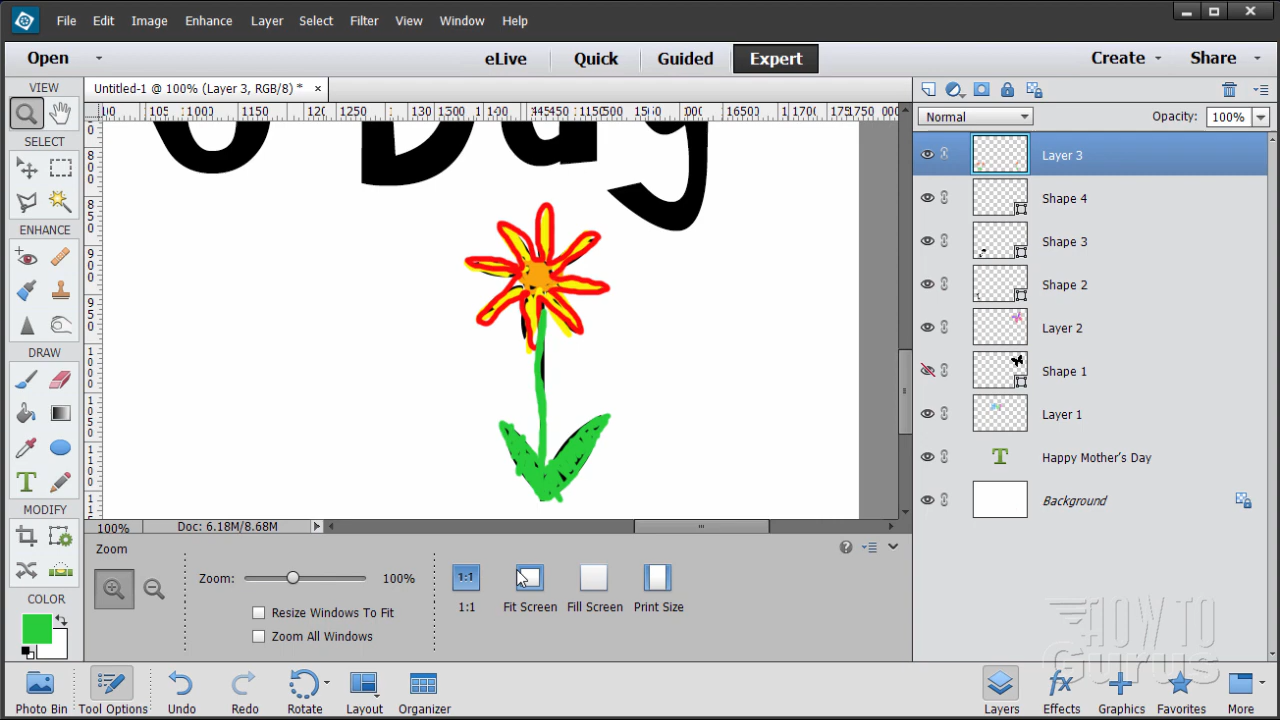 File Edit Image Enhance Layer Select Filter View Window Help
Open eLive Quick Guided Expert Create Share
VIEW
Untitled-1 @ 100% (Layer 3, RGB/8) * ×
Normal Opacity: 100%
SELECT
ENHANCE
DRAW
MODIFY
COLOR
s Day
Layer 3
Shape 4
Shape 3
Shape 2
Layer 2
Shape 1
Layer 1
Happy Mother's Day
Background
100% Doc: 6.18M/8.68M
Zoom
Zoom: 100%
Resize Windows To Fit
Zoom All Windows
1:1
1:1 Fit Screen Fill Screen Print Size
HOW TO
Gurus
Photo Bin Tool Options Undo Redo Rotate Layout Organizer Layers Effects Graphics Favorites More